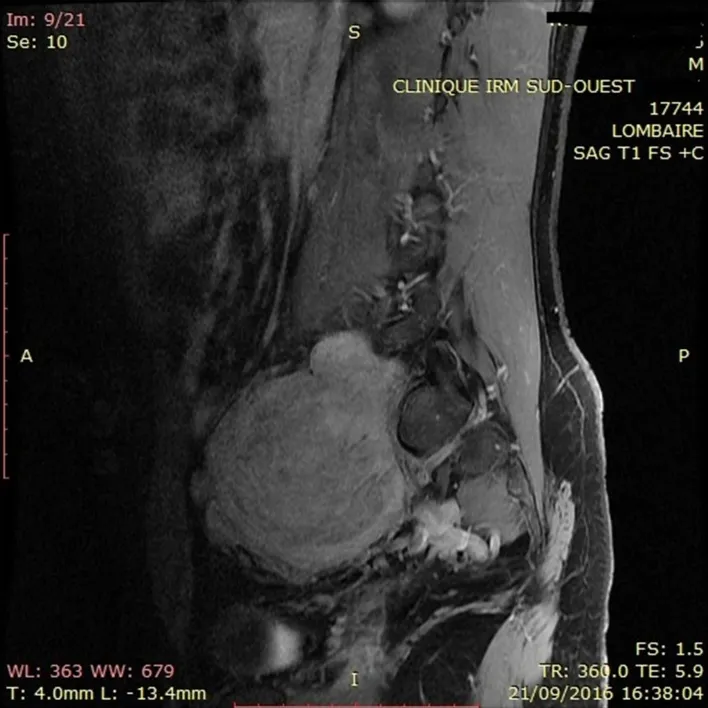 Im: 9/21
Se: 10
S
M
CLINIQUE IRM SUD-OUEST
17744
LOMBAIRE
SAG T1 FS +C
A
P
FS: 1.5
WL: 363 WW: 679
TR: 360.0 TE: 5.9
T: 4.0mm L: -13.4mm
I
21/09/2016 16:38:04